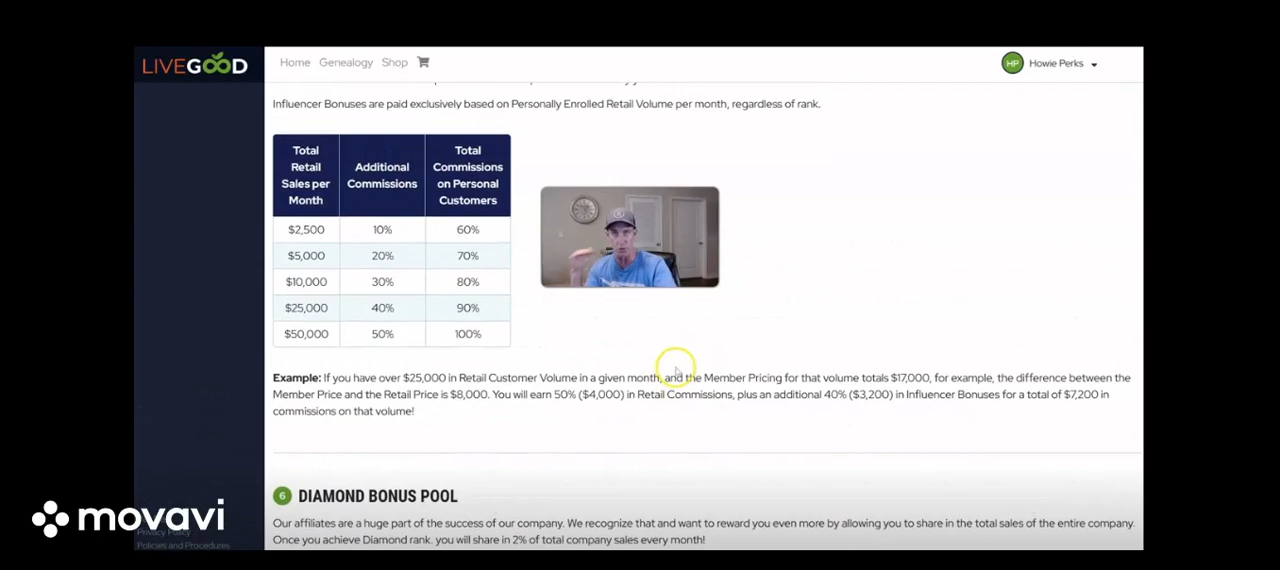 LIVEGOOD
Home Genealogy Shop
HP Howie Perks
Influencer Bonuses are paid exclusively based on Personally Enrolled Retail Volume per month, regardless of rank.
Total Retail Sales per Month Additional Commissions Total Commissions on Personal Customers
$2,500 10% 60%
$5,000 20% 70%
$10,000 30% 80%
$25,000 40% 90%
$50,000 50% 100%
Example: If you have over $25,000 in Retail Customer Volume in a given month, and the Member Pricing for that volume totals $17,000, for example, the difference between the
Member Price and the Retail Price is $8,000. You will earn 50% ($4,000) in Retail Commissions, plus an additional 40% ($3,200) in Influencer Bonuses for a total of $7,200 in
commissions on that volume!
6 DIAMOND BONUS POOL
Our affiliates are a huge part of the success of our company. We recognize that and want to reward you even more by allowing you to share in the total sales of the entire company.
Once you achieve Diamond rank. you will share in 2% of total company sales every month!
movavi
Privacy Policy
Policies and Procedures